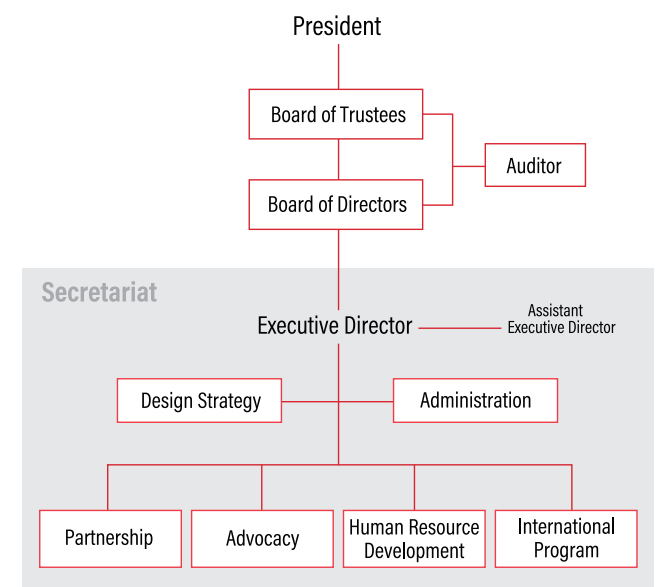 President
Board of Trustees
Auditor
Board of Directors
Secretariat
Executive Director
Assistant
Executive Director
Design Strategy
Administration
Partnership
Advocacy
Human Resource
Development
International
Program